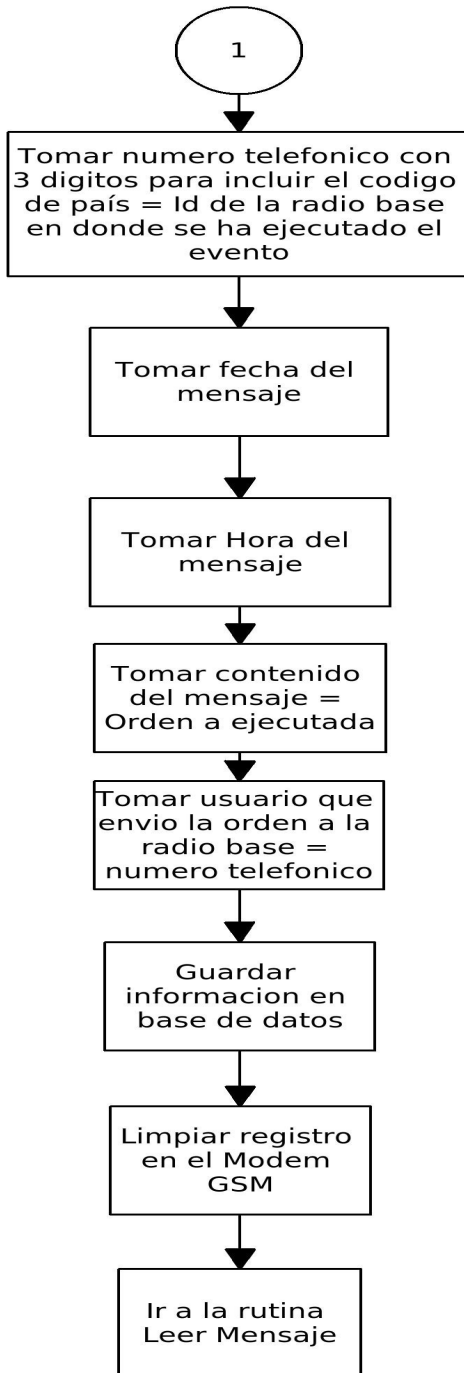 1
Tomar numero telefonico con
3 digitos para incluir el codigo
de país = Id de la radio base
en donde se ha ejecutado el
evento
Tomar fecha del
mensaje
Tomar Hora del
mensaje
Tomar contenido
del mensaje =
Orden a ejecutada
Tomar usuario que
envio la orden a la
radio base =
numero telefonico
Guardar
informacion en
base de datos
Limpiar registro
en el Modem
GSM
Ir a la rutina
Leer Mensaje